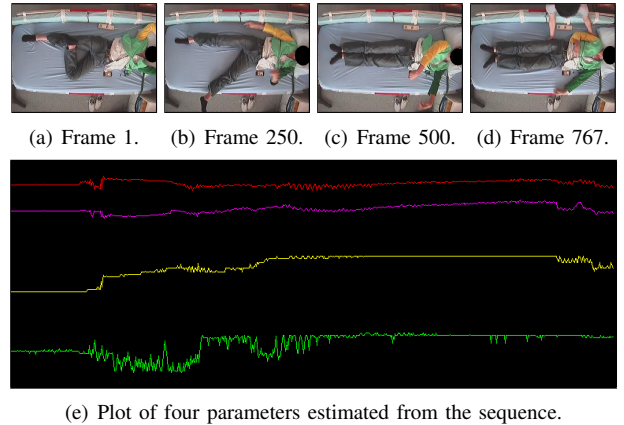 (a) Frame 1.
(b) Frame 250.
(c) Frame 500.
(d) Frame 767.
(e) Plot of four parameters estimated from the sequence.